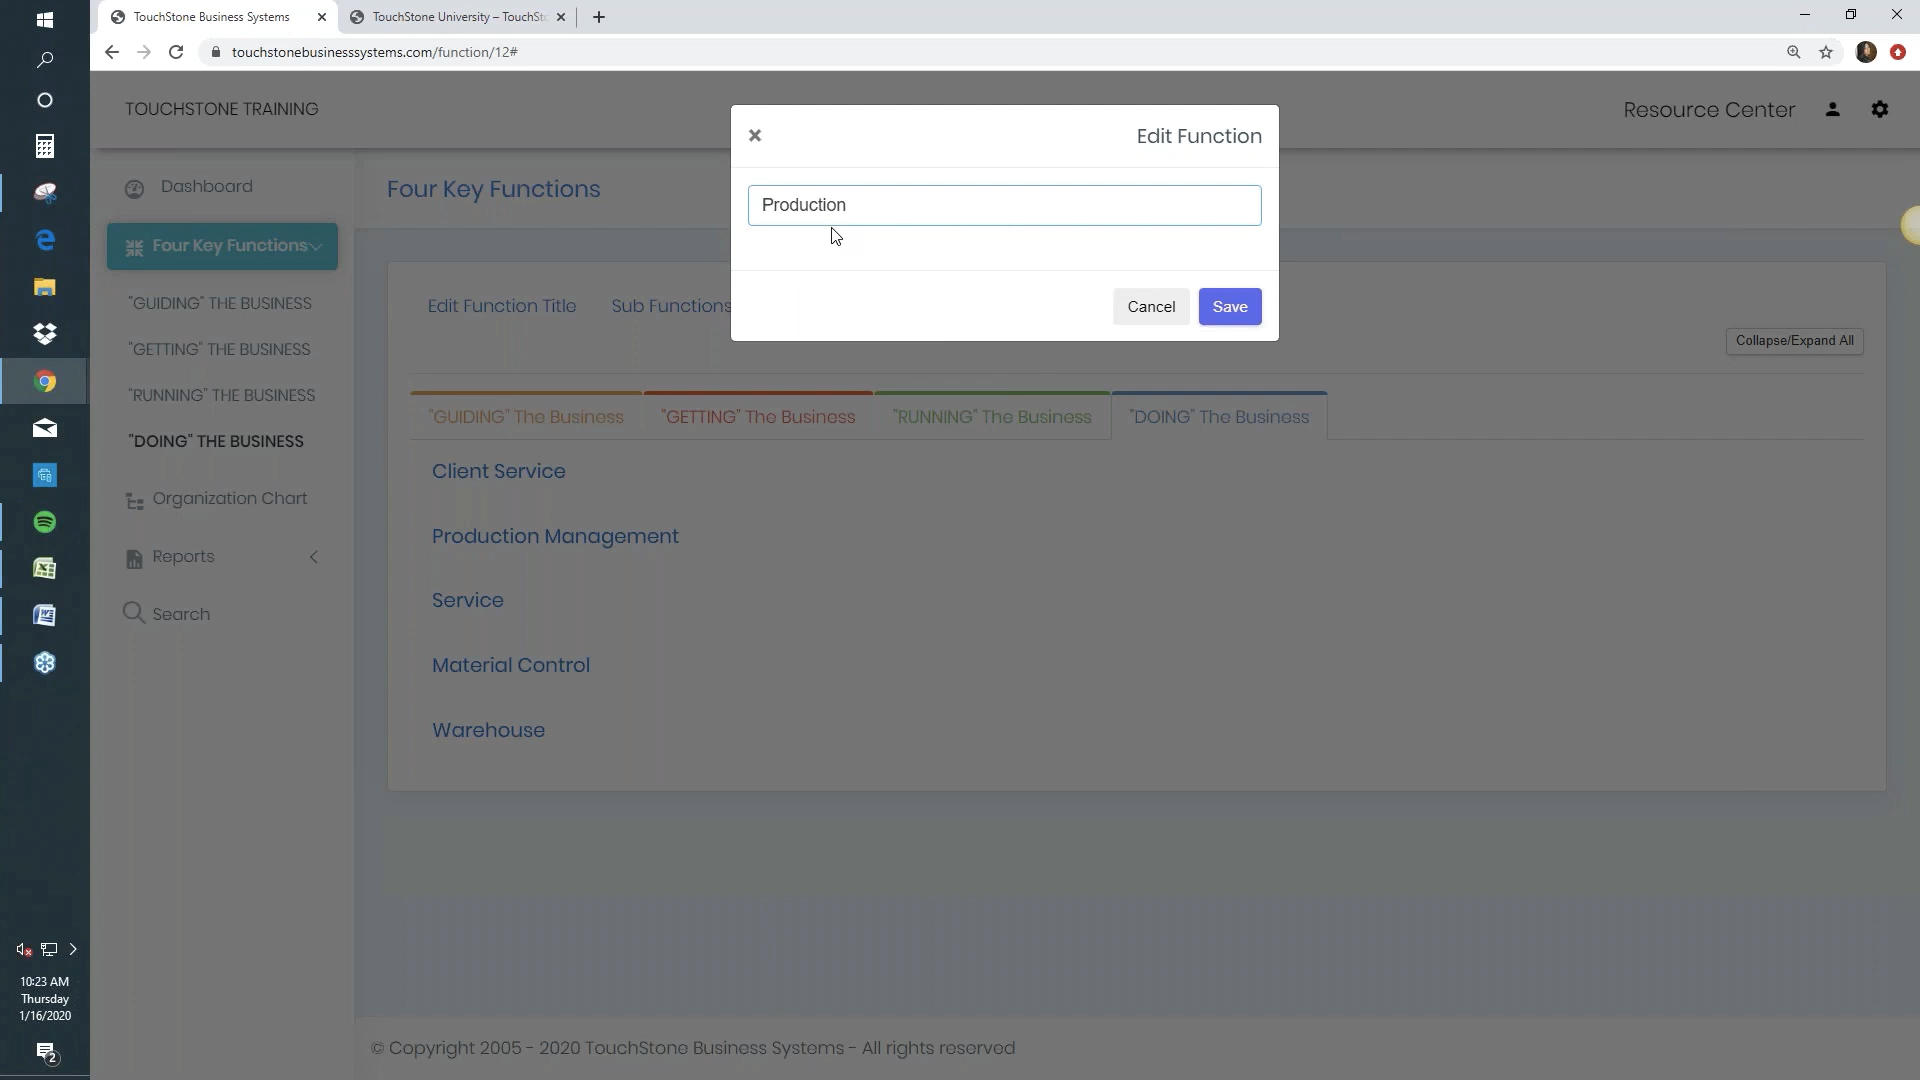 TouchStone Business Systems
TouchStone University – TouchSto
touchstonebusinesssystems.com/function/12#
TOUCHSTONE TRAINING
Resource Center
Edit Function
Production
Cancel
Save
Dashboard
Four Key Functions
"GUIDING" THE BUSINESS
"GETTING" THE BUSINESS
"RUNNING" THE BUSINESS
"DOING" THE BUSINESS
Organization Chart
Reports
Search
Four Key Functions
Edit Function Title
Sub Functions
Collapse/Expand All
"GUIDING" The Business
"GETTING" The Business
"RUNNING" The Business
"DOING" The Business
Client Service
Production Management
Service
Material Control
Warehouse
10:23 AM
Thursday
1/16/2020
2
© Copyright 2005 - 2020 TouchStone Business Systems - All rights reserved